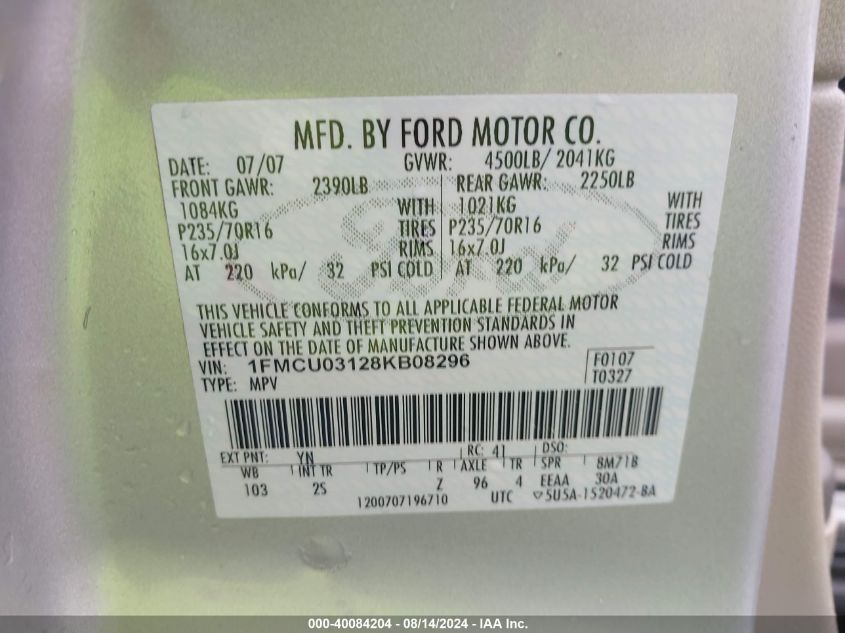 MFD. BY FORD MOTOR CO.
DATE: 07/07 GVWR: 4500LB/ 2041KG
FRONT GAWR: 2390LB REAR GAWR: 2250LB
1084KG WITH 1021KG WITH
P235/70R16 TIRES P235/70R16 TIRES
16x7.0J RIMS 16x7.0J RIMS
AT 220 kPa/ 32 PSI COLD AT 220 kPa/ 32 PSI COLD
Ford
THIS VEHICLE CONFORMS TO ALL APPLICABLE FEDERAL MOTOR
VEHICLE SAFETY AND THEFT PREVENTION STANDARDS IN
EFFECT ON THE DATE OF MANUFACTURE SHOWN ABOVE.
VIN: 1FMCU03128KB08296 F0107
TYPE: MPV T0327
EXT PNT: YN RC: 41 DSO:
WB INT TR TP/PS R AXLE TR SPR 8M71B
103 2S Z 96 4 EEAA 30A
1200707196710 UTC ▽5U5A-1520472-BA
000-40084204 - 08/14/2024 - IAA Inc.